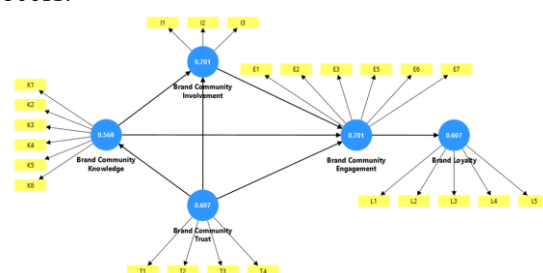 I1
I2
I3
0.701
Brand Community
Involvement
E1
E2
E3
E5
E6
E7
K1
K2
K3
K4
K5
K6
0.568
Brand Community
Knowledge
0.701
Brand Community
Engagement
0.607
Brand Loyalty
L1
L2
L3
L4
L5
0.607
Brand Community
Trust
T1
T2
T3
T4